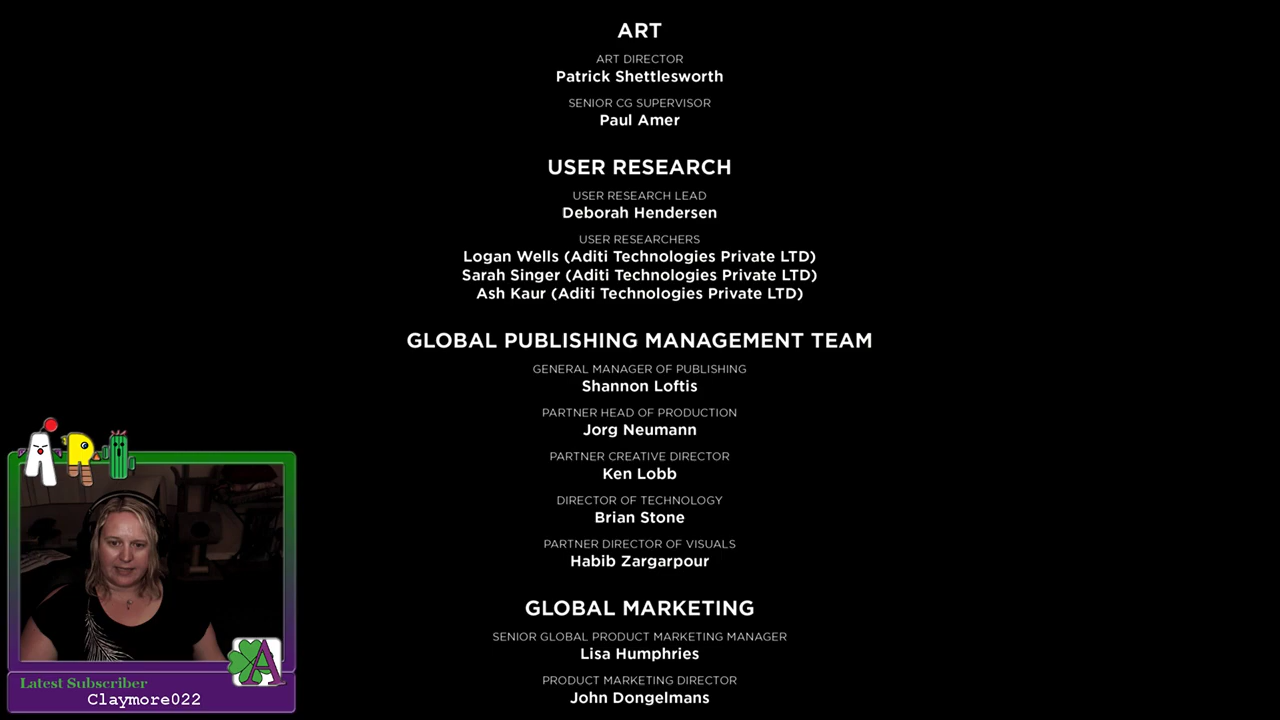 ART
ART DIRECTOR
Patrick Shettlesworth
SENIOR CG SUPERVISOR
Paul Amer
USER RESEARCH
USER RESEARCH LEAD
Deborah Hendersen
USER RESEARCHERS
Logan Wells (Aditi Technologies Private LTD)
Sarah Singer (Aditi Technologies Private LTD)
Ash Kaur (Aditi Technologies Private LTD)
GLOBAL PUBLISHING MANAGEMENT TEAM
GENERAL MANAGER OF PUBLISHING
Shannon Loftis
PARTNER HEAD OF PRODUCTION
Jorg Neumann
PARTNER CREATIVE DIRECTOR
Ken Lobb
DIRECTOR OF TECHNOLOGY
Brian Stone
PARTNER DIRECTOR OF VISUALS
Habib Zargarpour
GLOBAL MARKETING
SENIOR GLOBAL PRODUCT MARKETING MANAGER
Lisa Humphries
PRODUCT MARKETING DIRECTOR
John Dongelmans
ARI
A
Latest Subscriber
Claymore022